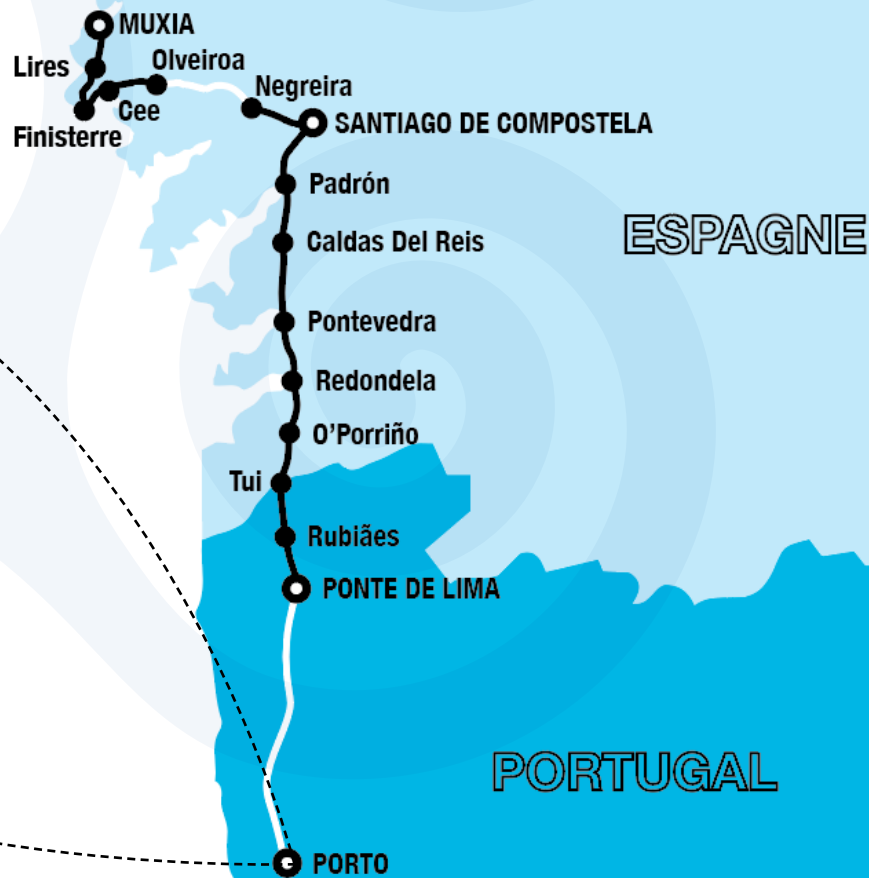 MUXIA
Olveiroa
Lires
Negreira
Cee
SANTIAGO DE COMPOSTELA
Finisterre
Padrón
ESPAGNE
Caldas Del Reis
Pontevedra
Redondela
O’Porriño
Tui
Rubiães
PONTE DE LIMA
PORTUGAL
PORTO